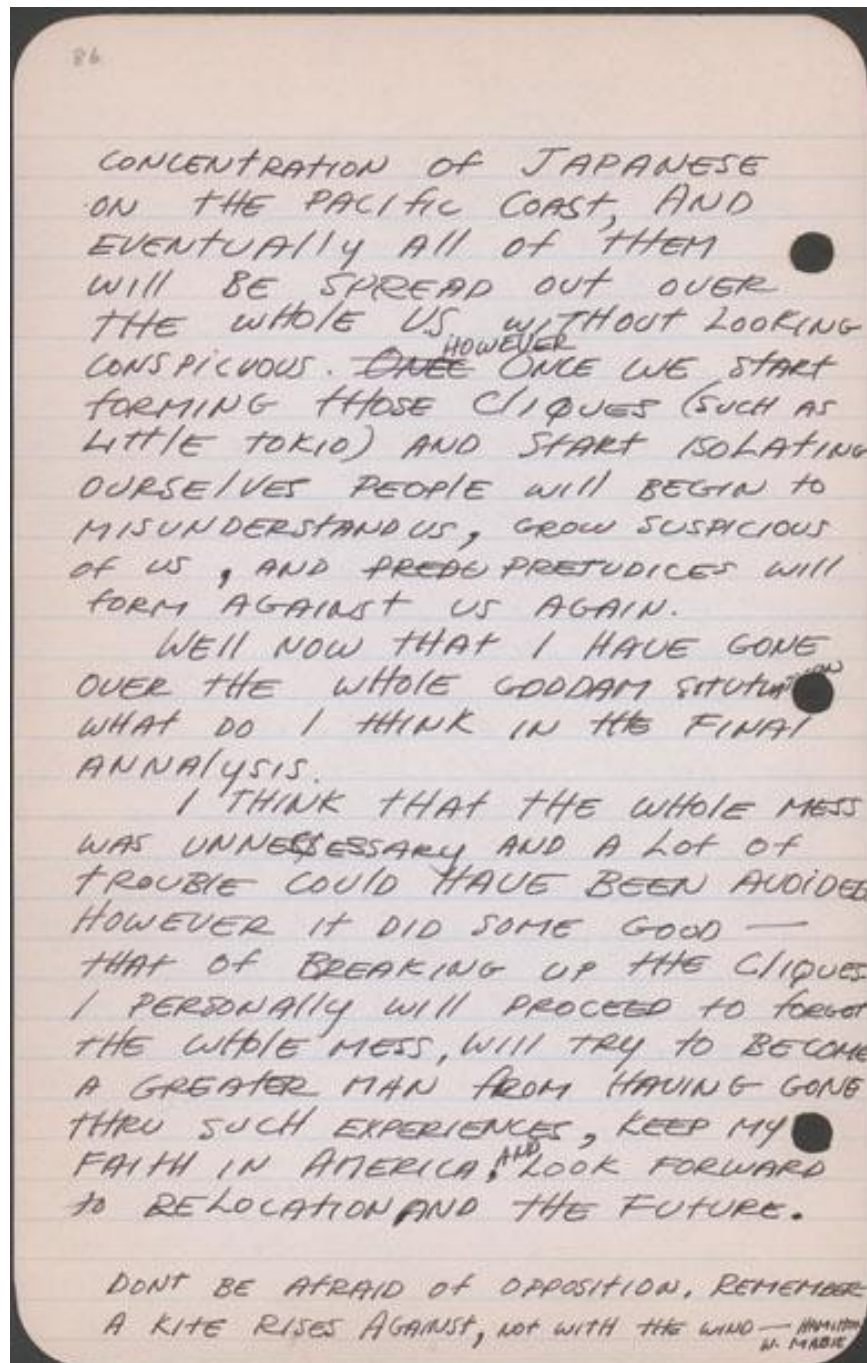 86
CONCENTRATION OF JAPANESE
ON THE PACIFIC COAST, AND
EVENTUALLY ALL OF THEM
WILL BE SPREAD OUT OVER
THE WHOLE US WITHOUT LOOKING
CONSPICUOUS. ONCE HOWEVER ONCE WE START
FORMING THOSE CLIQUES (SUCH AS
LITTLE TOKIO) AND START ISOLATING
OURSELVES PEOPLE WILL BEGIN TO
MISUNDERSTAND US, GROW SUSPICIOUS
OF US, AND PREDU PREJUDICES WILL
FORM AGAINST US AGAIN.
WELL NOW THAT I HAVE GONE
OVER THE WHOLE GODDAM
WHAT DO I THINK IN THE FINAL
ANNALYSIS.
I THINK THAT THE WHOLE MESS
WAS UNNECESSARY AND A LOT OF
TROUBLE COULD HAVE BEEN AVOIDED
HOWEVER IT DID SOME GOOD —
THAT OF BREAKING UP THE CLIQUES
I PERSONALLY WILL PROCEED TO FORGET
THE WHOLE MESS, WILL TRY TO BECOME
A GREATER MAN FROM HAVING GONE
THRU SUCH EXPERIENCES, KEEP MY
FAITH IN AMERICA, AND LOOK FORWARD
TO RELOCATION AND THE FUTURE.
DONT BE AFRAID OF OPPOSITION. REMEMBER
A KITE RISES AGAINST, NOT WITH THE WIND — HAMILTON
W. MABIE